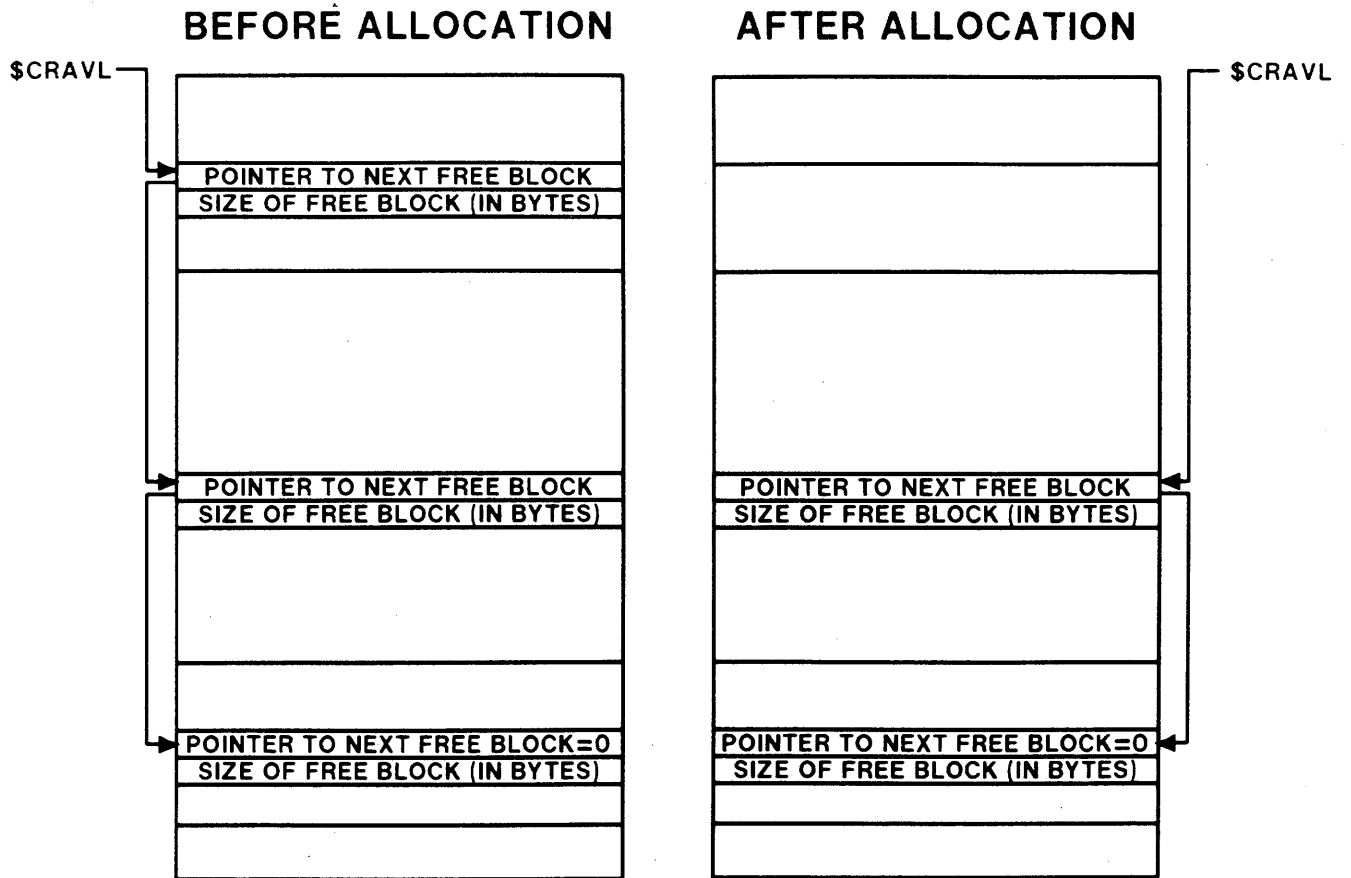 BEFORE ALLOCATION
AFTER ALLOCATION
$CRAVL
$CRAVL
POINTER TO NEXT FREE BLOCK
SIZE OF FREE BLOCK (IN BYTES)
POINTER TO NEXT FREE BLOCK
SIZE OF FREE BLOCK (IN BYTES)
POINTER TO NEXT FREE BLOCK=0
SIZE OF FREE BLOCK (IN BYTES)
POINTER TO NEXT FREE BLOCK
SIZE OF FREE BLOCK (IN BYTES)
POINTER TO NEXT FREE BLOCK=0
SIZE OF FREE BLOCK (IN BYTES)